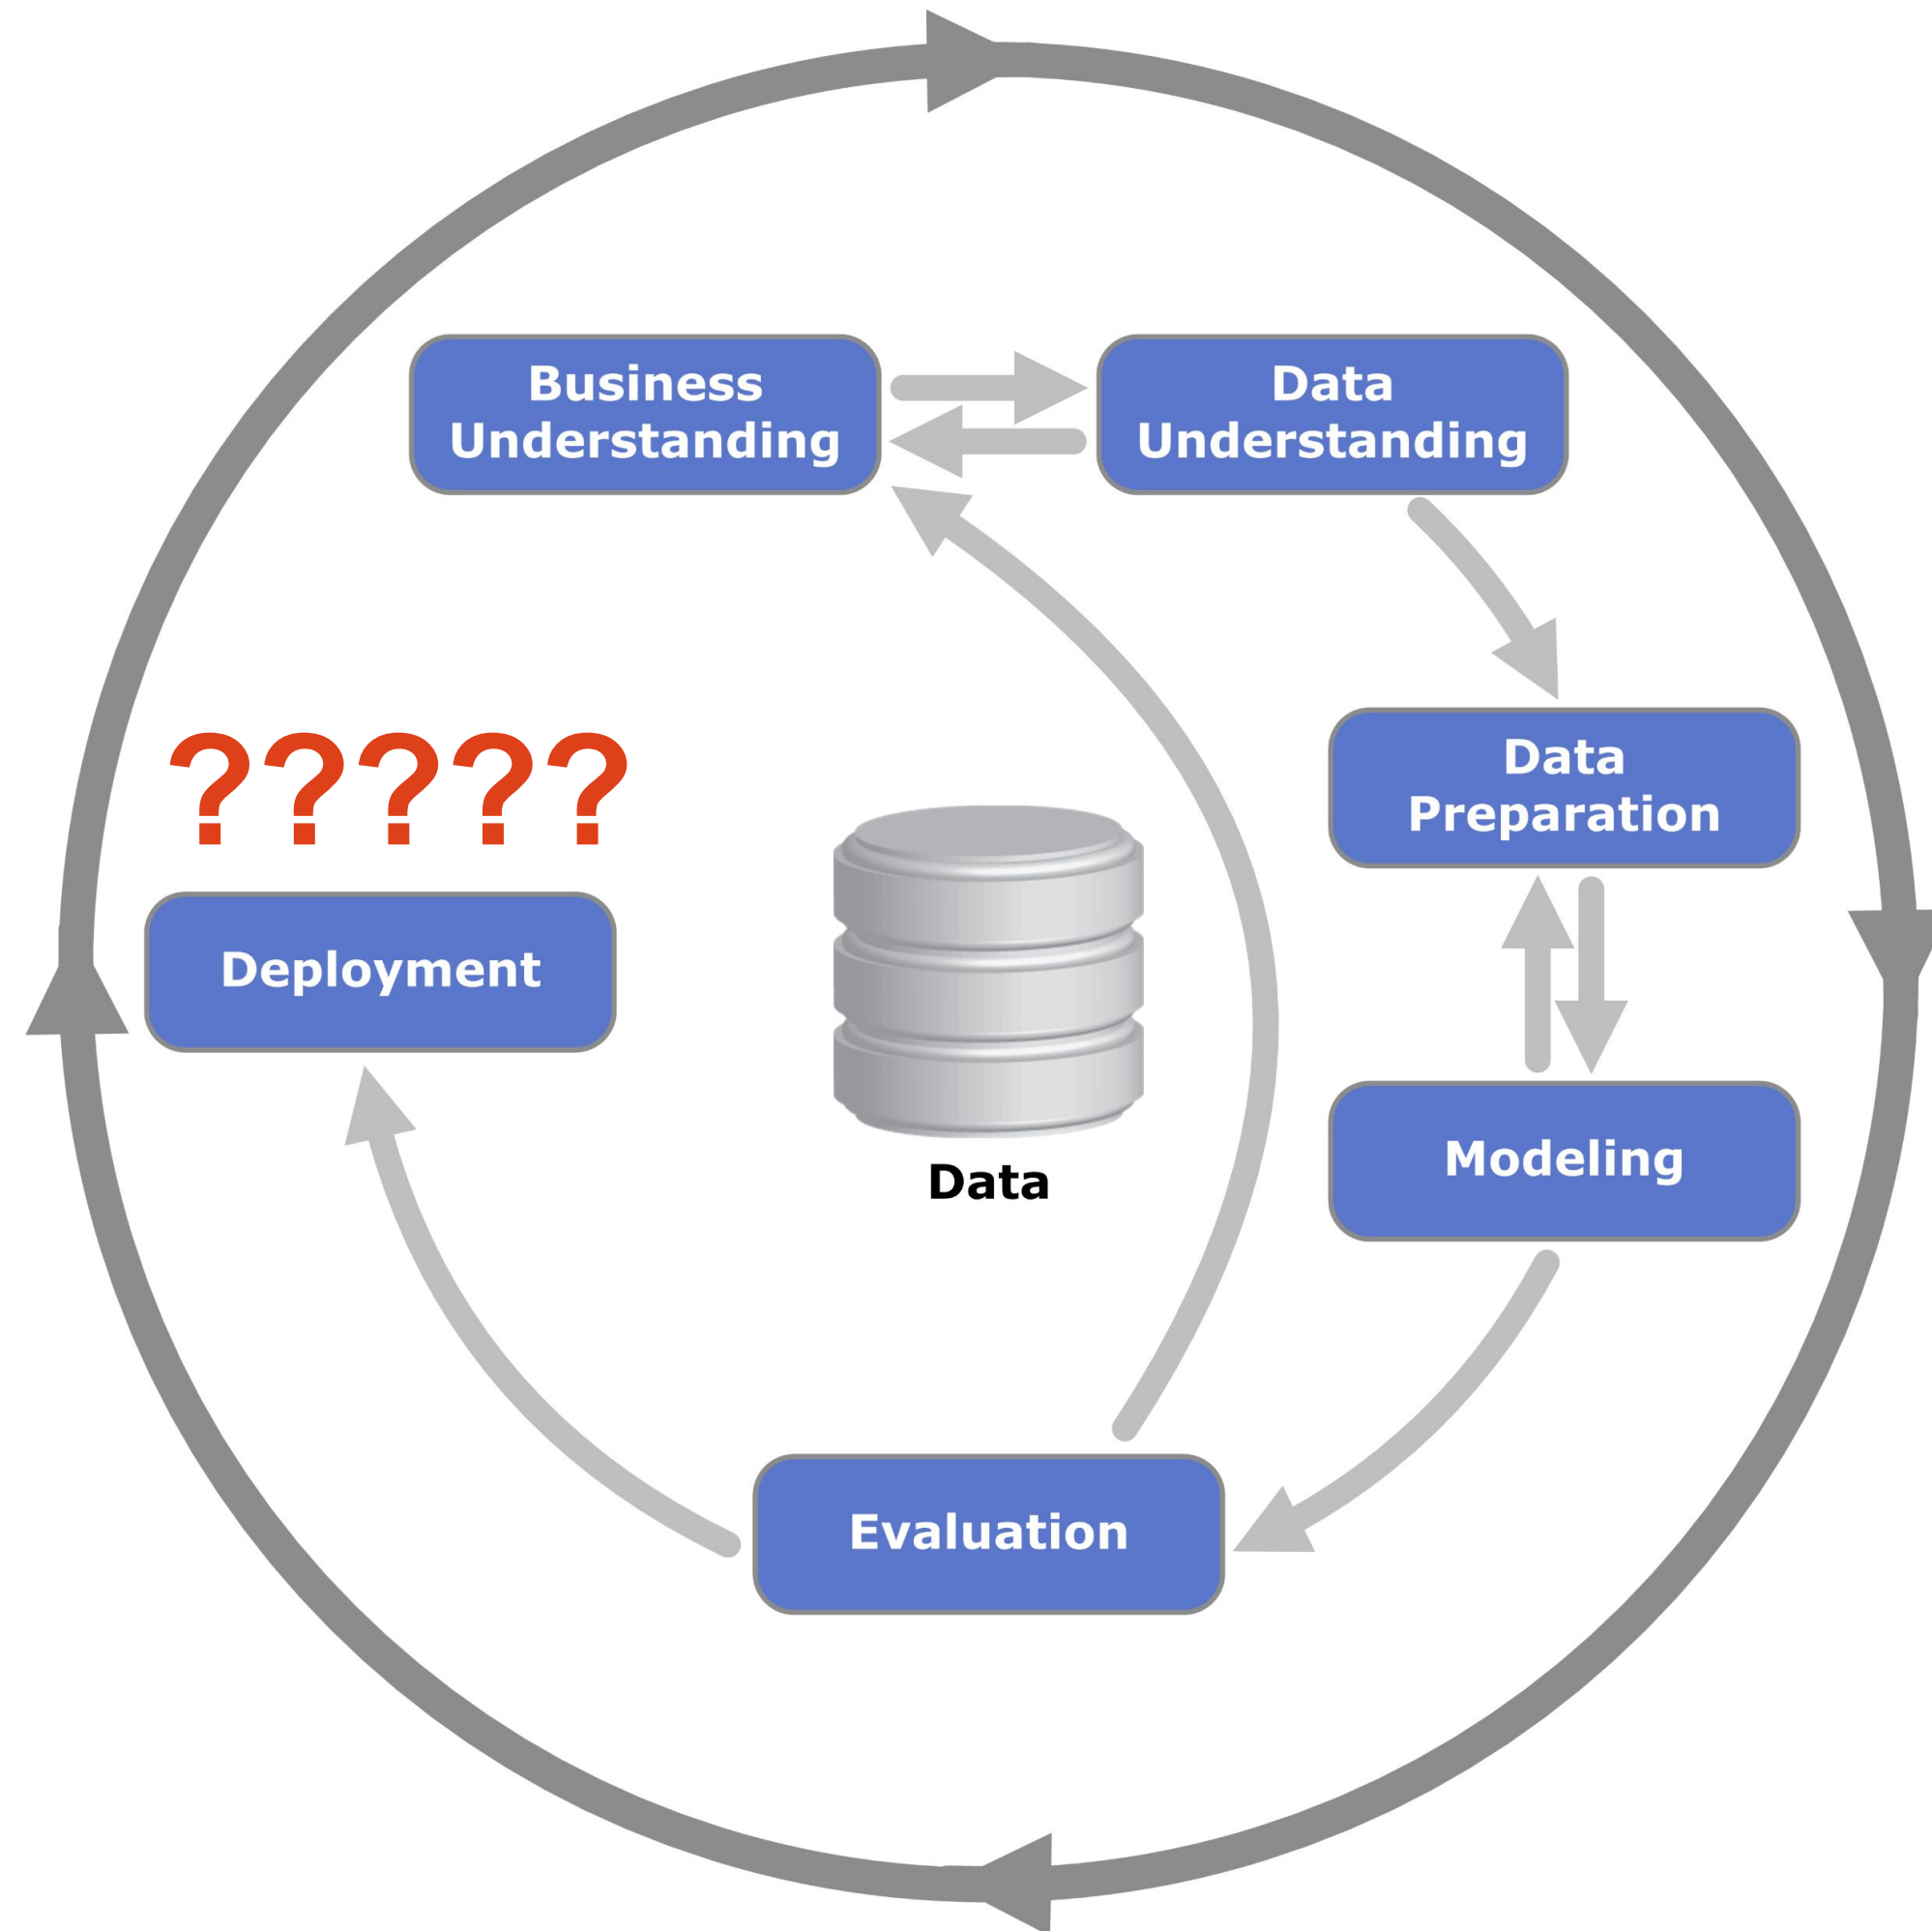 Business
Understanding
Data
Understanding
Data
Preparation
?????
Deployment
Modeling
Data
Evaluation